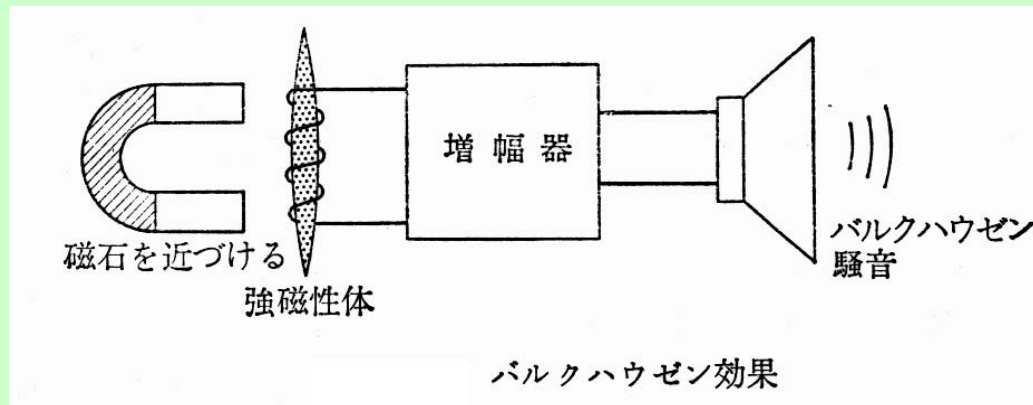 増幅器
磁石を近づける
強磁性体
バルクハウゼン
騒音
バルクハウゼン効果